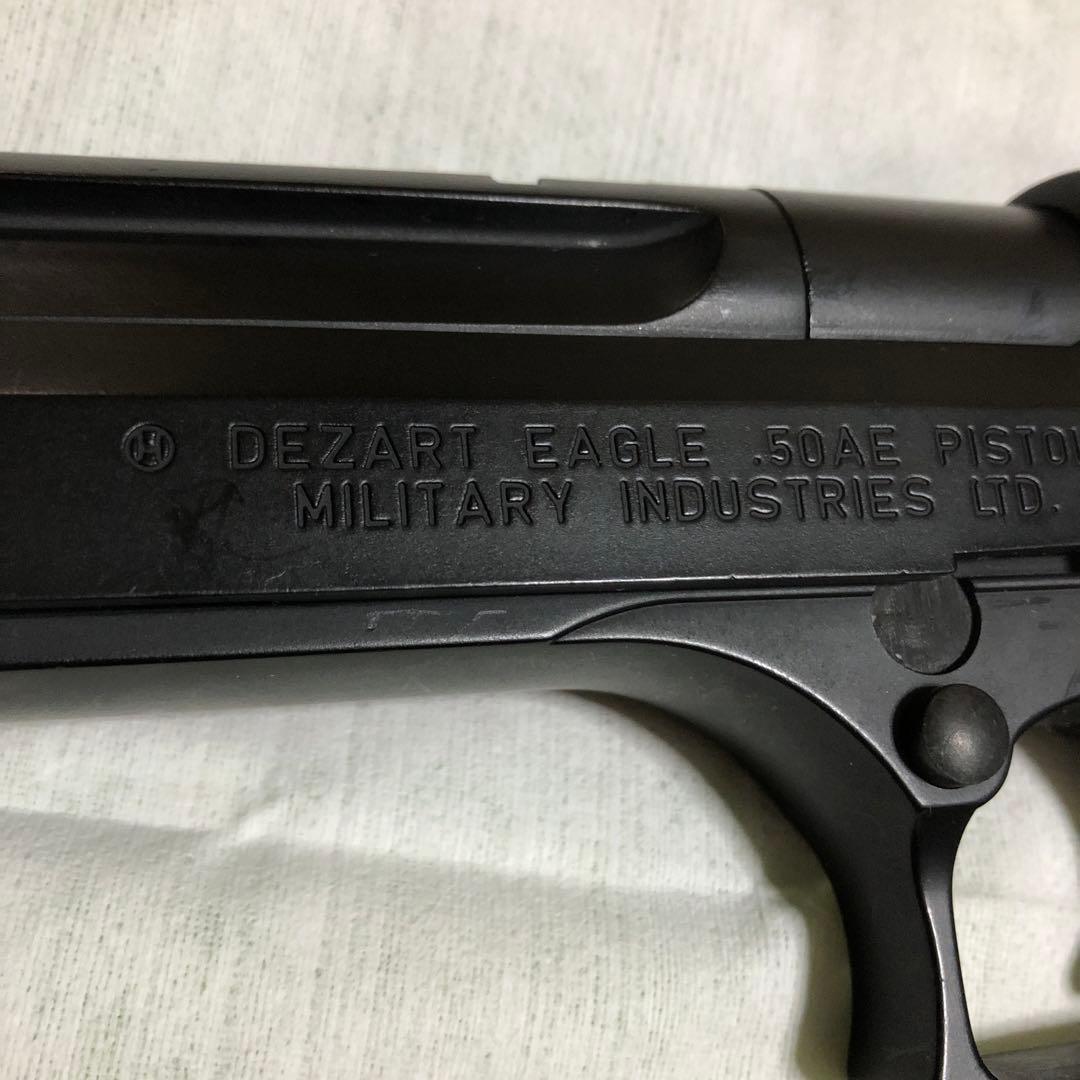 Ⓗ DEZART EAGLE .50AE PISTOL
MILITARY INDUSTRIES LTD.